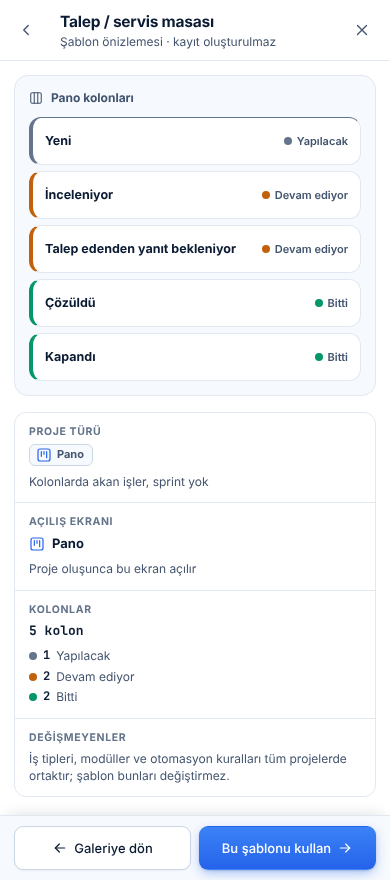 Talep / servis masası
Şablon önizlemesi · kayıt oluşturulmaz
Pano kolonları
Yeni
Yapılacak
İnceleniyor
Devam ediyor
Talep edenden yanıt bekleniyor
Devam ediyor
Çözüldü
Bitti
Kapandı
Bitti
PROJE TÜRÜ
Pano
Kolonlarda akan işler, sprint yok
AÇILIŞ EKRANI
Pano
Proje oluşunca bu ekran açılır
KOLONLAR
5 kolon
1 Yapılacak
2 Devam ediyor
2 Bitti
DEĞİŞMEYENLER
İş tipleri, modüller ve otomasyon kuralları tüm projelerde
ortaktır; şablon bunları değiştirmez.
← Galeriye dön
Bu şablonu kullan →